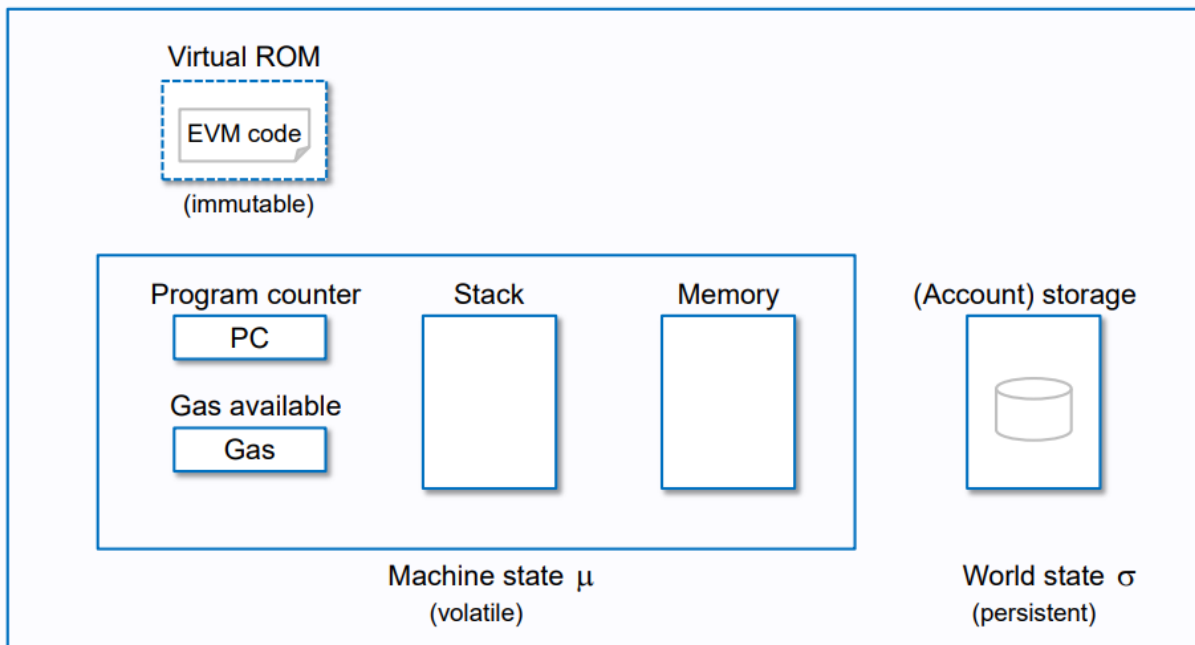 Virtual ROM
EVM code
(immutable)
Program counter
PC
Gas available
Gas
Stack
Memory
(Account) storage
Machine state μ
(volatile)
World state σ
(persistent)